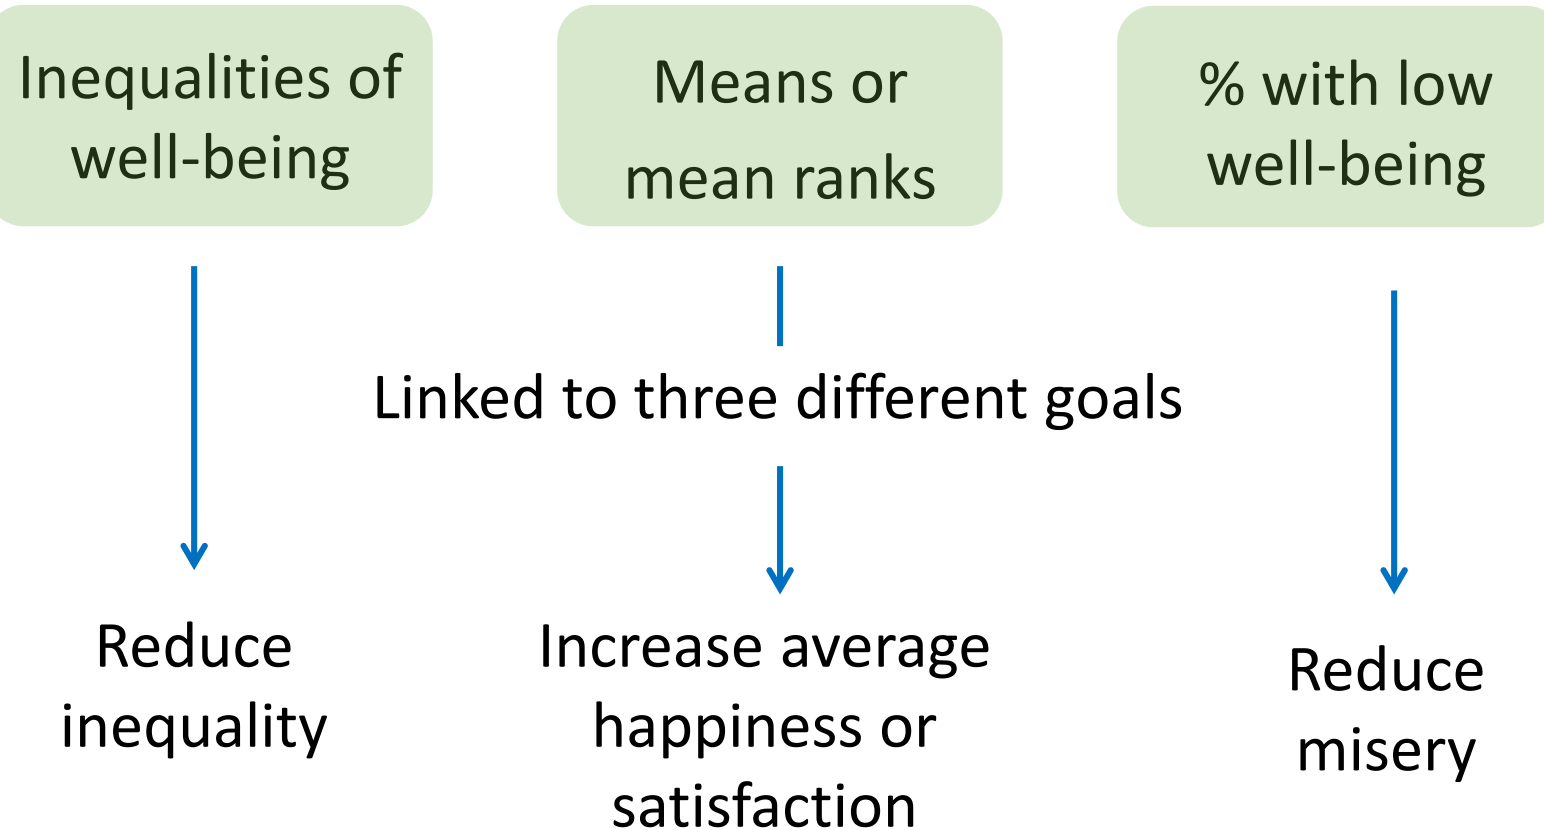 Inequalities of
well-being
Means or
mean ranks
% with low
well-being
Linked to three different goals
Reduce
inequality
Increase average
happiness or
satisfaction
Reduce
misery